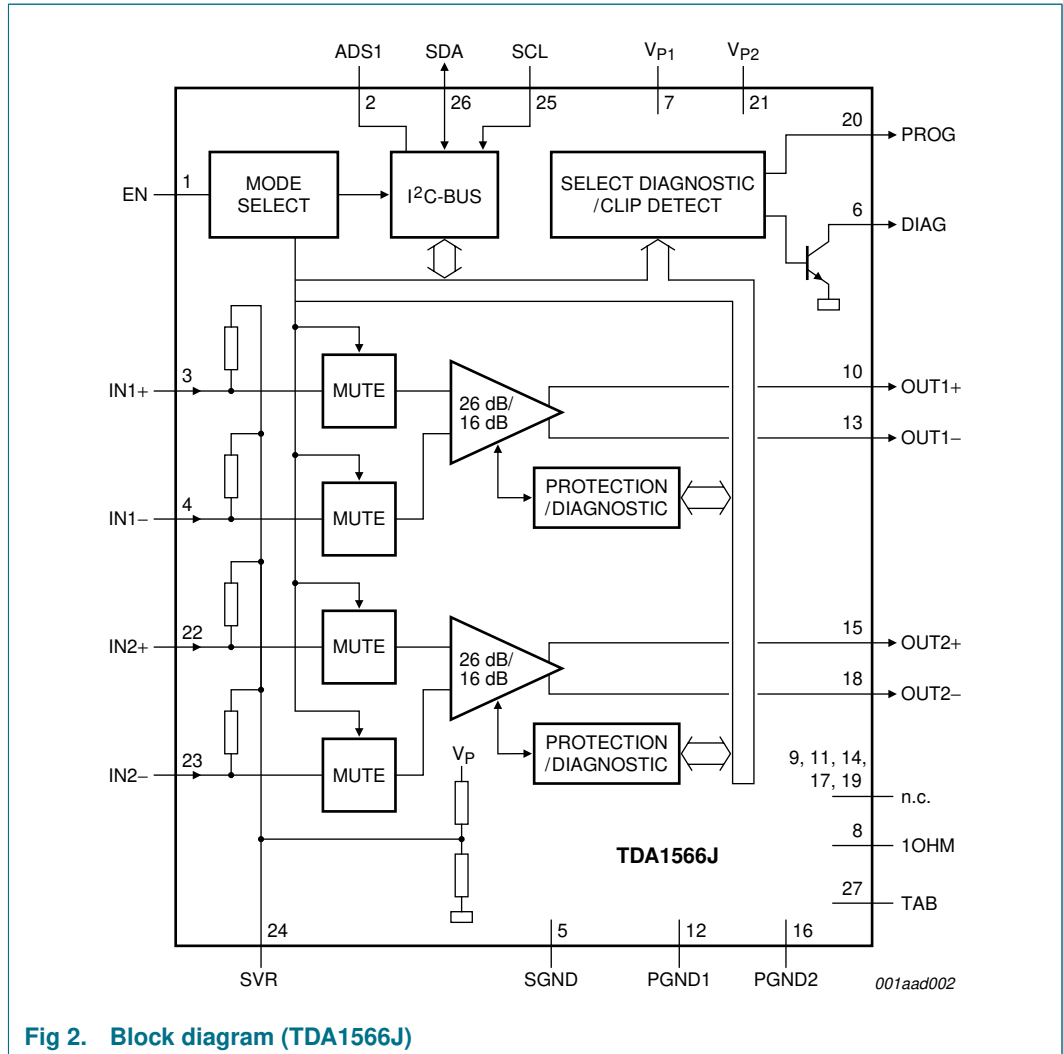 ADS1 SDA SCL VP1 VP2
2 26 25 7 21
20 PROG
EN 1 MODE SELECT
I2C-BUS
SELECT DIAGNOSTIC
/CLIP DETECT
6 DIAG
IN1+ 3 MUTE
26 dB/
16 dB
10 OUT1+
13 OUT1−
PROTECTION
/DIAGNOSTIC
IN1− 4 MUTE
IN2+ 22 MUTE
26 dB/
16 dB
15 OUT2+
18 OUT2−
PROTECTION
/DIAGNOSTIC
IN2− 23 MUTE
VP
9, 11, 14,
17, 19 n.c.
8 1OHM
TDA1566J
27 TAB
24 5 12 16
SVR SGND PGND1 PGND2
001aad002
Fig 2. Block diagram (TDA1566J)